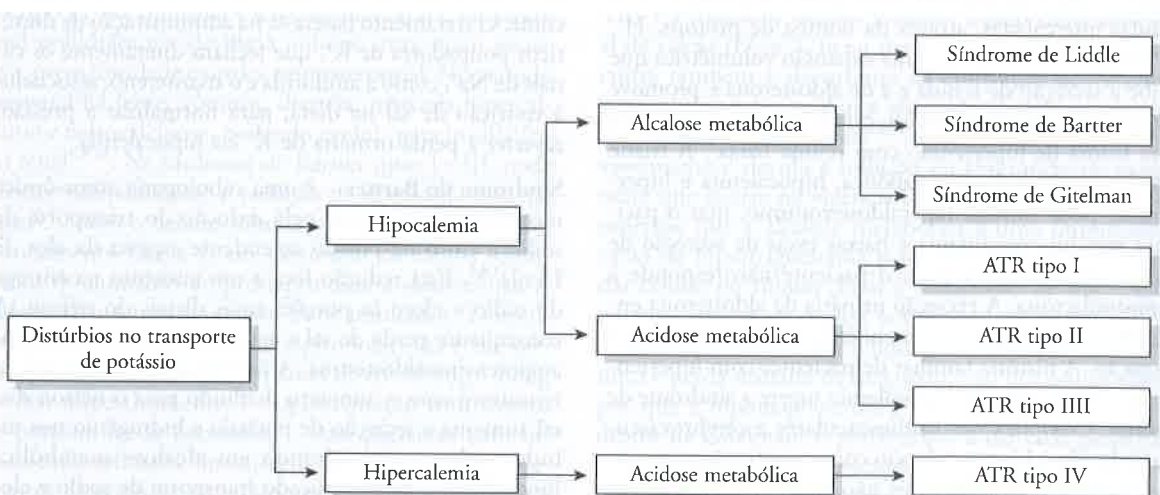 Síndrome de Liddle
Alcalose metabólica
Síndrome de Bartter
Síndrome de Gitelman
Hipocalemia
ATR tipo I
Distúrbios no transporte
de potássio
Acidose metabólica
ATR tipo II
ATR tipo IIII
Hipercalemia
Acidose metabólica
ATR tipo IV